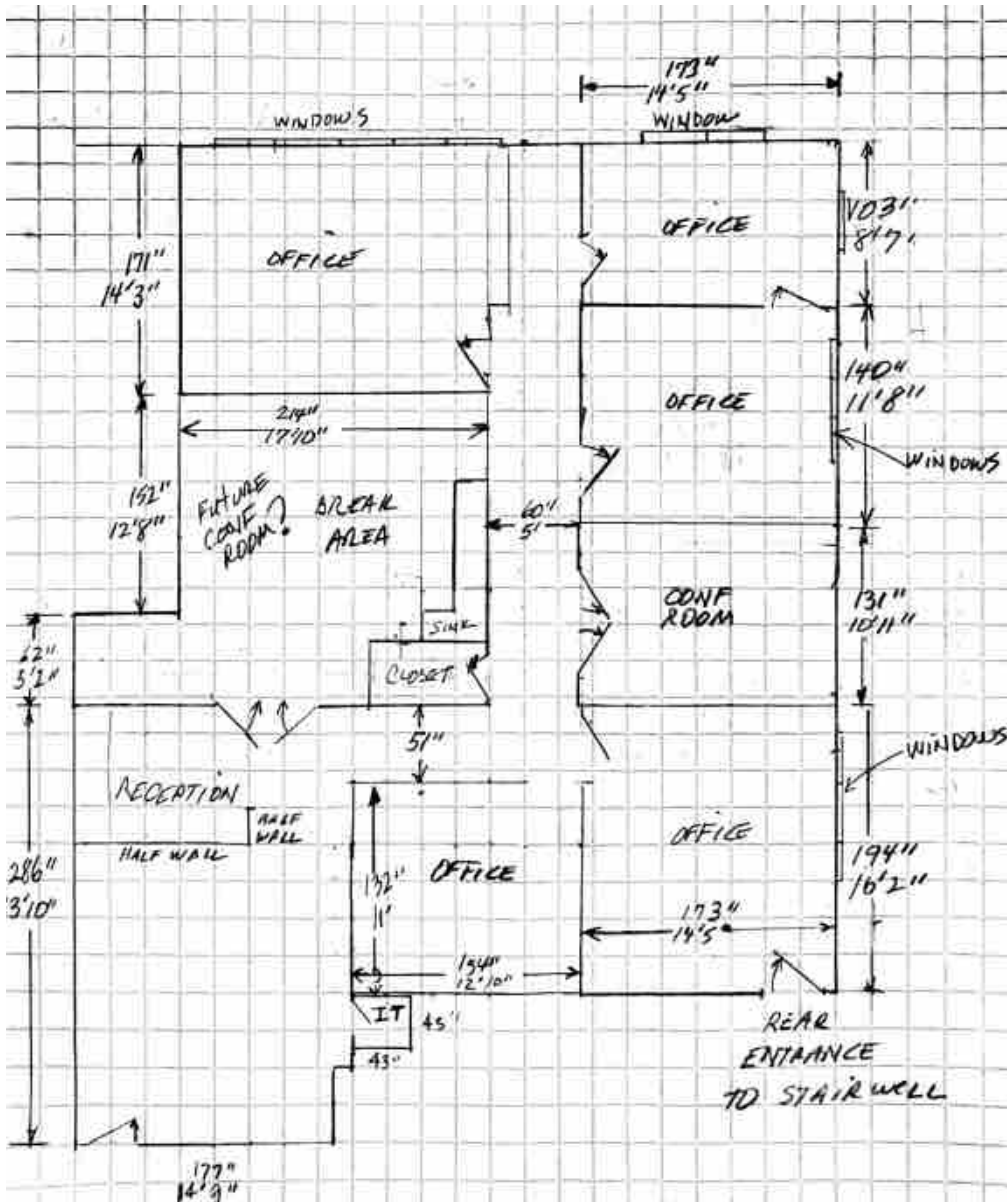 173"
14'5"
WINDOWS
WINDOW
OFFICE
OFFICE
103"
8'7"
171"
14'3"
140"
11'8"
OFFICE
WINDOWS
214"
17'10"
152"
12'8"
FUTURE
CONF
ROOM?
BREAK
AREA
60"
5'
CONF
ROOM
131"
10'11"
62"
5'2"
SINK
CLOSET
51"
WINDOWS
RECEPTION
HALF
WALL
HALF WALL
OFFICE
OFFICE
286"
3'10"
132"
11'
194"
16'2"
173"
14'5"
154"
12'10"
IT
45"
43"
REAR
ENTRANCE
TO STAIRWELL
177"
14'9"